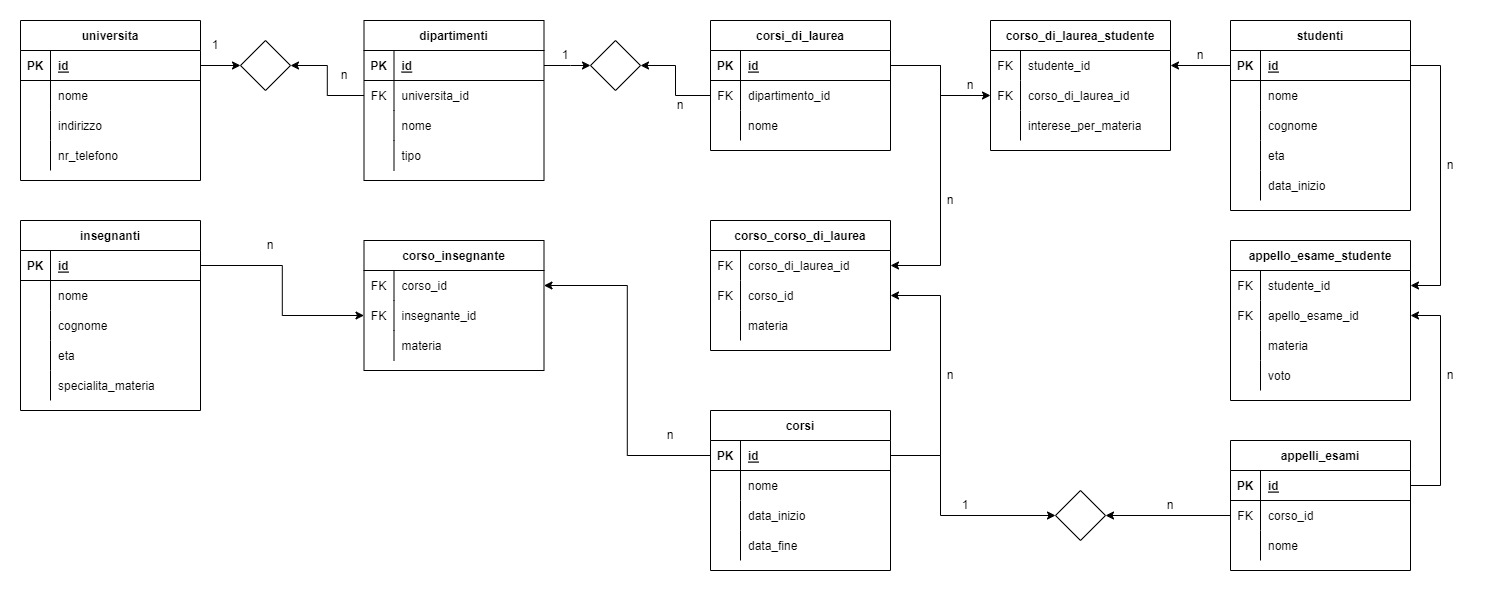 universita
PK id
nome
indirizzo
nr_telefono
1
n
dipartimenti
PK id
FK universita_id
nome
tipo
1
n
corsi_di_laurea
PK id
FK dipartimento_id
nome
n
corso_di_laurea_studente
FK studente_id
FK corso_di_laurea_id
interese_per_materia
n
studenti
PK id
nome
cognome
eta
data_inizio
n
insegnanti
PK id
nome
cognome
eta
specialita_materia
n
corso_insegnante
FK corso_id
FK insegnante_id
materia
n
corso_corso_di_laurea
FK corso_di_laurea_id
FK corso_id
materia
n
n
appello_esame_studente
FK studente_id
FK apello_esame_id
materia
voto
n
corsi
PK id
nome
data_inizio
data_fine
1
n
appelli_esami
PK id
FK corso_id
nome